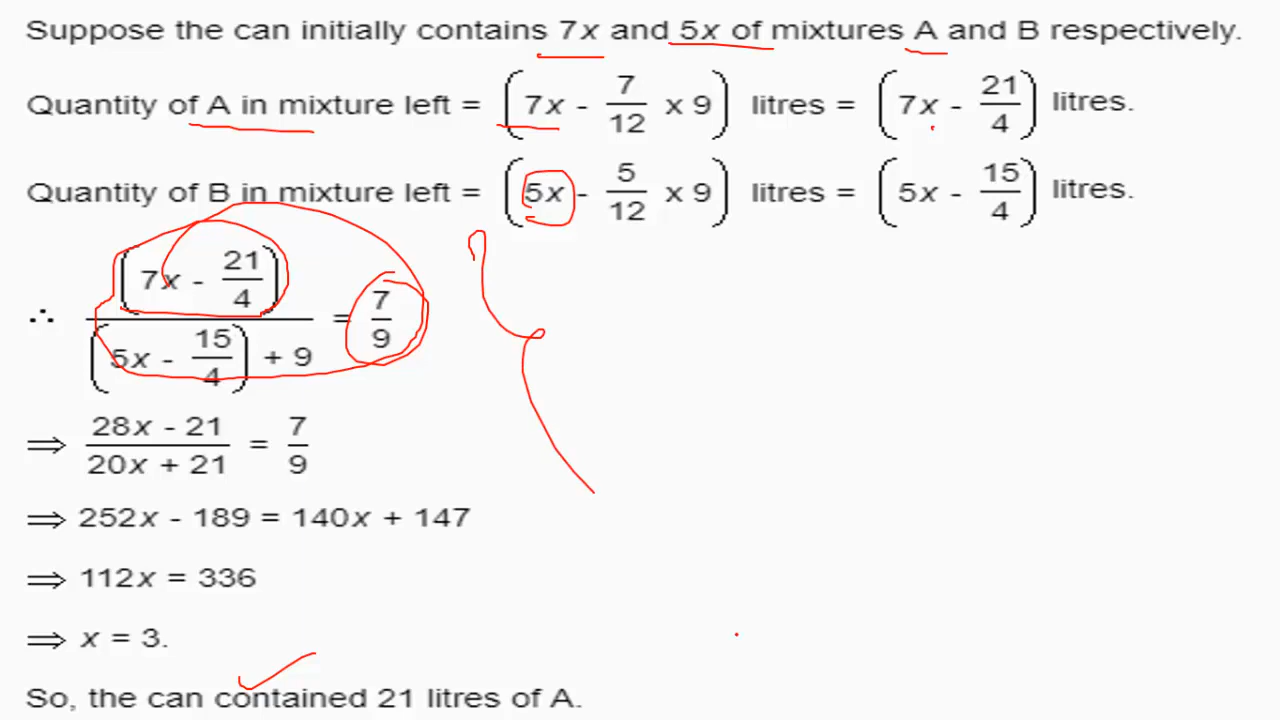 Suppose the can initially contains 7x and 5x of mixtures A and B respectively.
Quantity of A in mixture left = (7x - 7/12 x 9) litres = (7x - 21/4) litres.
Quantity of B in mixture left = (5x - 5/12 x 9) litres = (5x - 15/4) litres.
∴ (7x - 21/4) / ((5x - 15/4) + 9) = 7/9
⇒ (28x - 21)/(20x + 21) = 7/9
⇒ 252x - 189 = 140x + 147
⇒ 112x = 336
⇒ x = 3.
So, the can contained 21 litres of A.